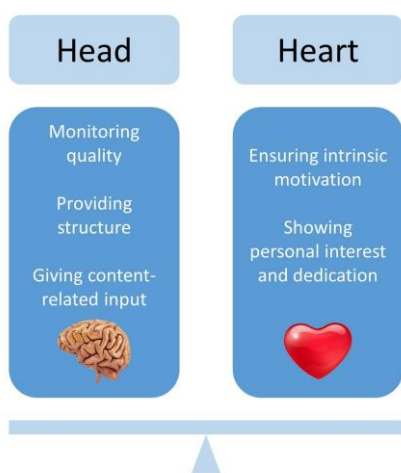 Head
Monitoring
quality
Providing
structure
Giving content-
related input
Heart
Ensuring intrinsic
motivation
Showing
personal interest
and dedication